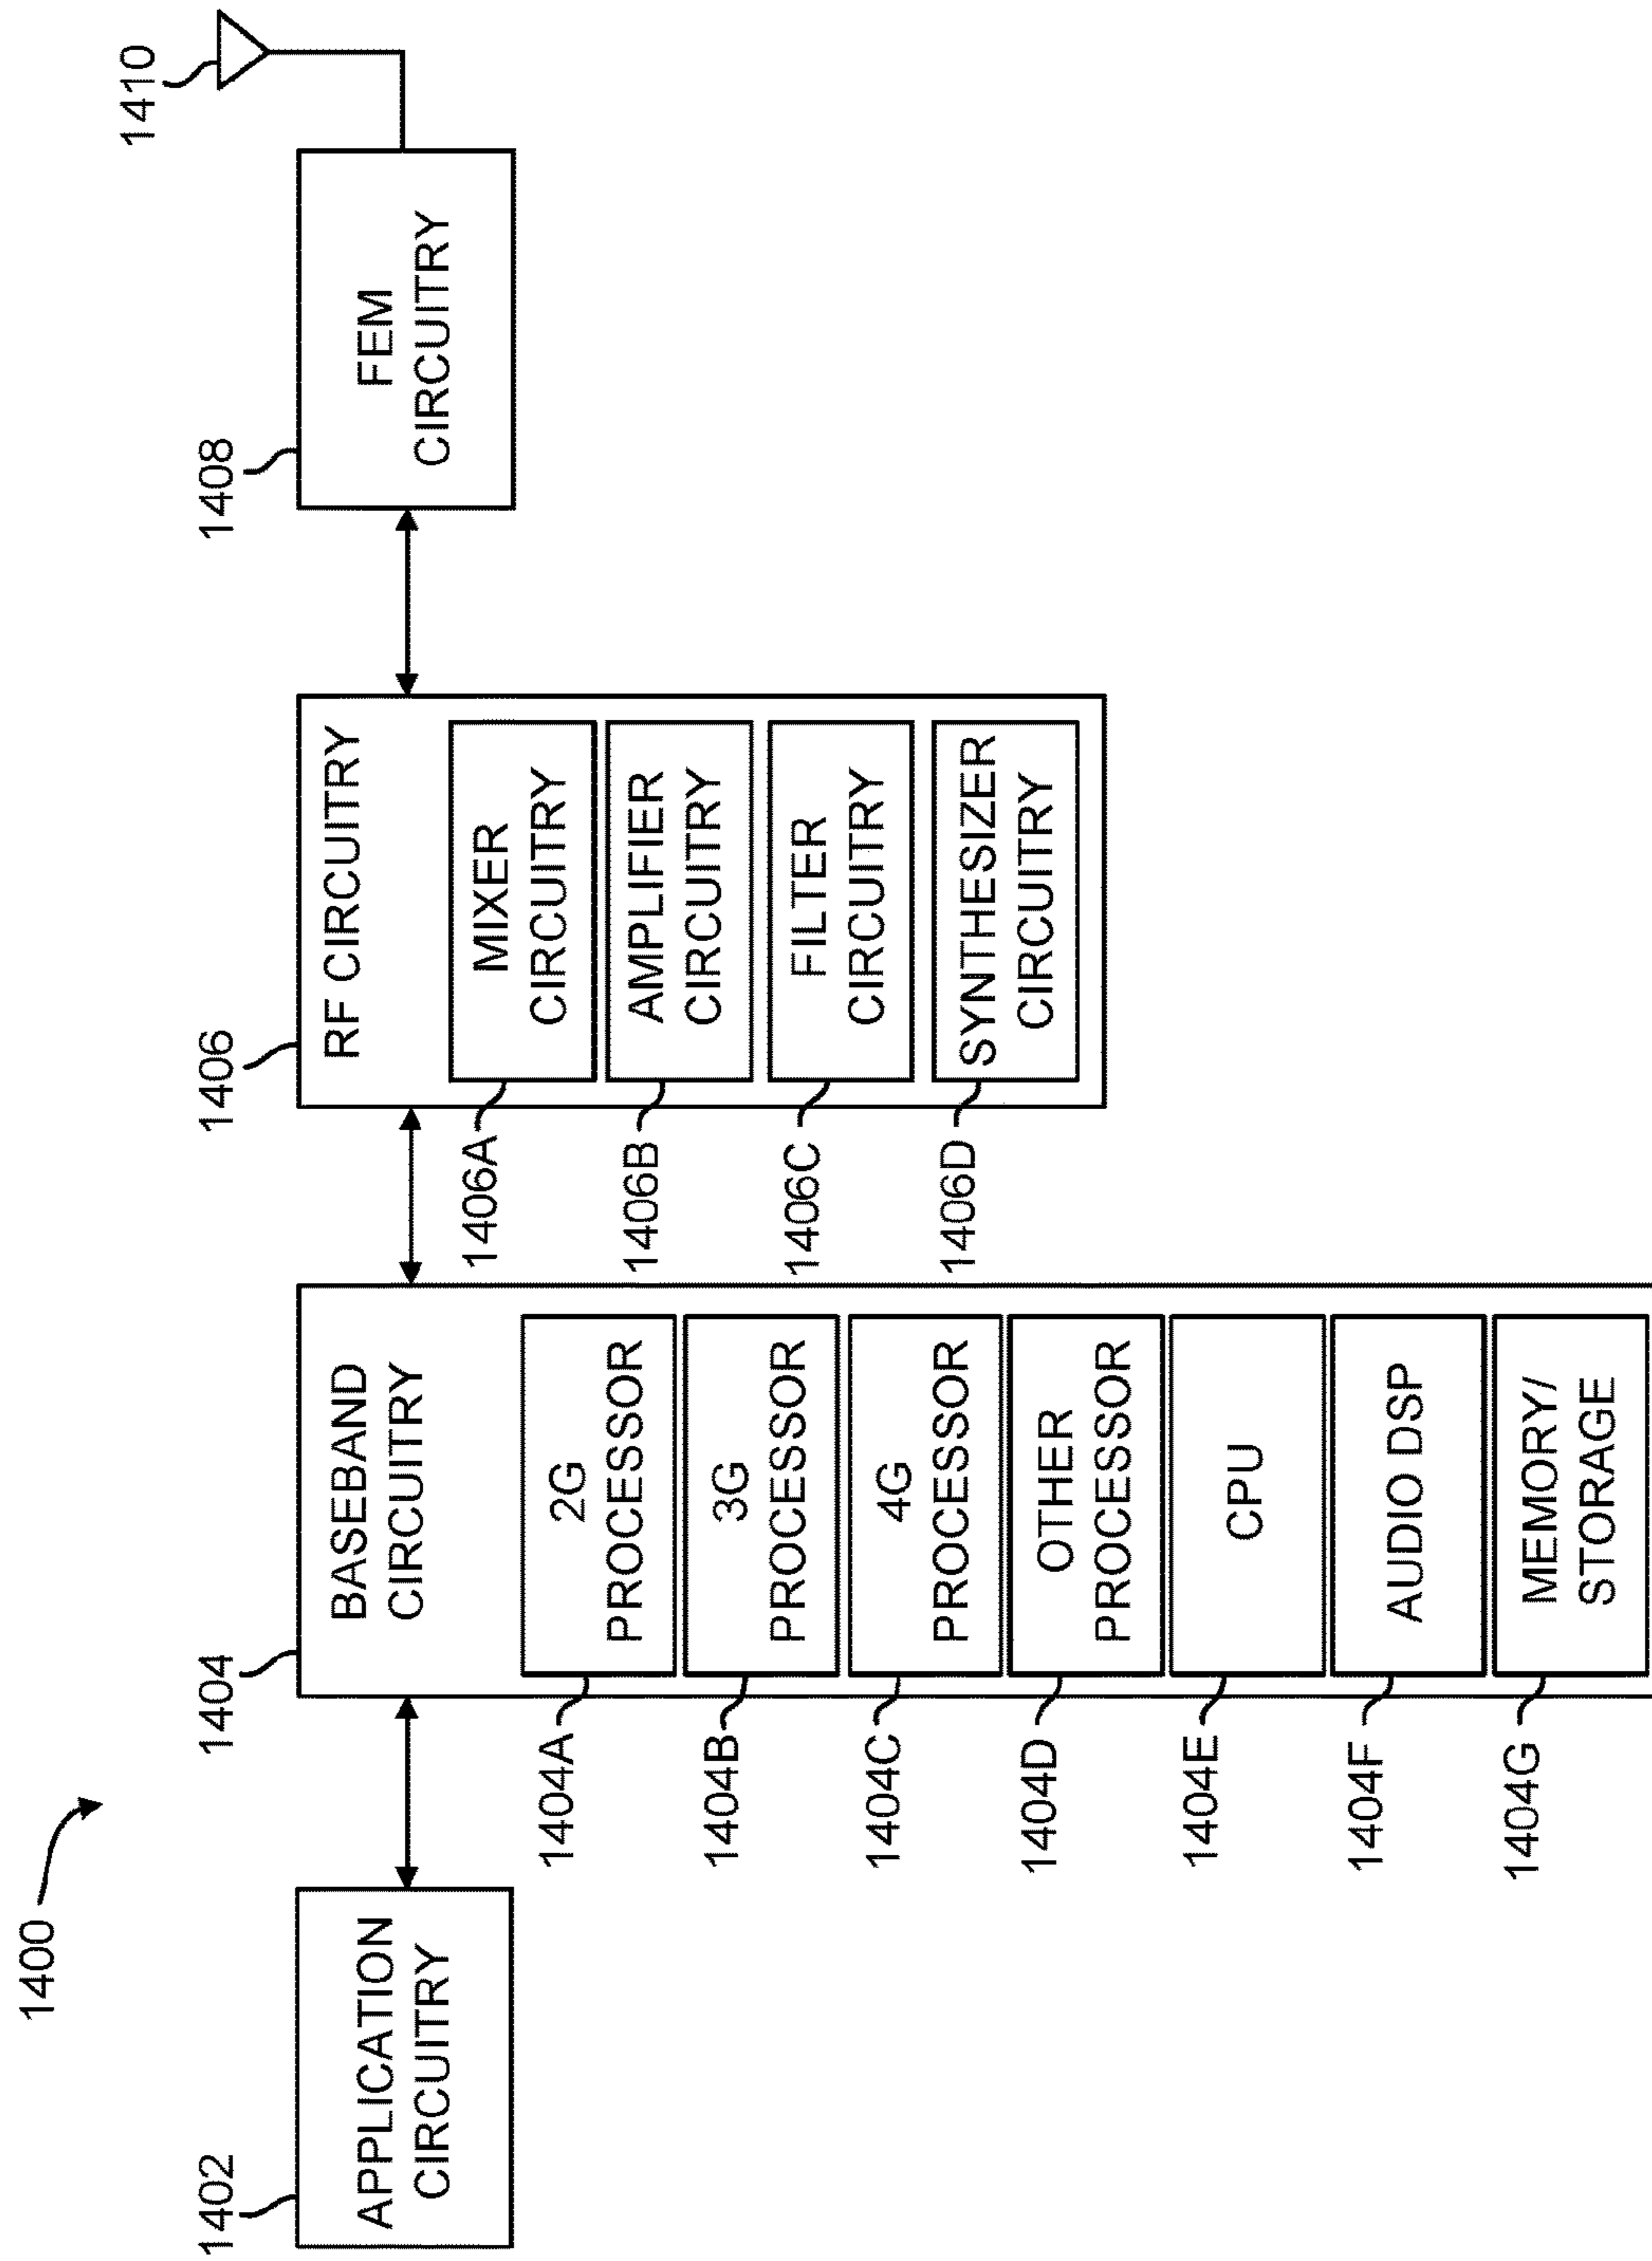 1400
1402
APPLICATION
CIRCUITRY
1404
BASEBAND
CIRCUITRY
1404A
2G
PROCESSOR
1404B
3G
PROCESSOR
1404C
4G
PROCESSOR
1404D
OTHER
PROCESSOR
1404E
CPU
1404F
AUDIO DSP
1404G
MEMORY/
STORAGE
1406
RF CIRCUITRY
1406A
MIXER
CIRCUITRY
1406B
AMPLIFIER
CIRCUITRY
1406C
FILTER
CIRCUITRY
1406D
SYNTHESIZER
CIRCUITRY
1408
FEM
CIRCUITRY
1410